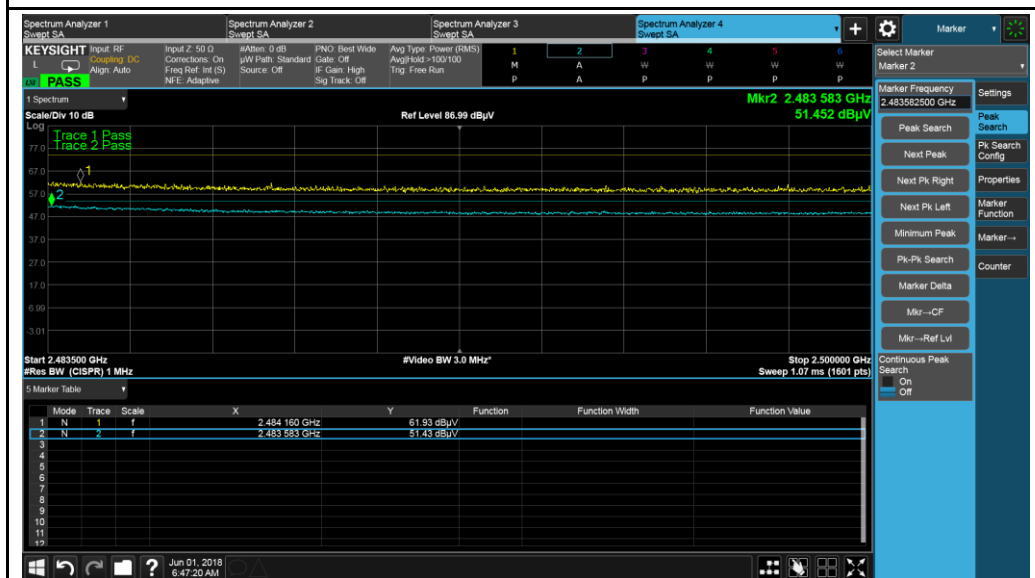 Spectrum Analyzer 1
Swept SA
Spectrum Analyzer 2
Swept SA
Spectrum Analyzer 3
Swept SA
Spectrum Analyzer 4
Swept SA
Marker
KEYSIGHT
L
PASS
Input: RF
Coupling: DC
Align: Auto
Input Z: 50 Ω
Corrections: On
Freq Ref: Int (S)
NFE: Adaptive
#Atten: 0 dB
µW Path: Standard
Source: Off
PNO: Best Wide
Gate: Off
IF Gain: High
Sig Track: Off
Avg Type: Power (RMS)
Avg|Hold:>100/100
Trig: Free Run
1 2 3 4 5 6
M A W W W W
P A P P P P
Select Marker
Marker 2
1 Spectrum
Mkr2 2.483 583 GHz
Scale/Div 10 dB
Ref Level 86.99 dBµV
51.452 dBµV
Log
Trace 1 Pass
Trace 2 Pass
77.0
67.0
57.0
47.0
37.0
27.0
17.0
6.99
-3.01
1
2
Start 2.483500 GHz
#Video BW 3.0 MHz*
Stop 2.500000 GHz
#Res BW (CISPR) 1 MHz
Sweep 1.07 ms (1601 pts)
5 Marker Table
Mode Trace Scale X Y Function Function Width Function Value
1 N 1 f 2.484 160 GHz 61.93 dBµV
2 N 2 f 2.483 583 GHz 51.43 dBµV
3
4
5
6
7
8
9
10
11
12
Marker Frequency
2.483582500 GHz
Peak Search
Next Peak
Next Pk Right
Next Pk Left
Minimum Peak
Pk-Pk Search
Marker Delta
Mkr→CF
Mkr→Ref Lvl
Continuous Peak
Search
On
Off
Settings
Peak
Search
Pk Search
Config
Properties
Marker
Function
Marker→
Counter
Jun 01, 2018
6:47:20 AM